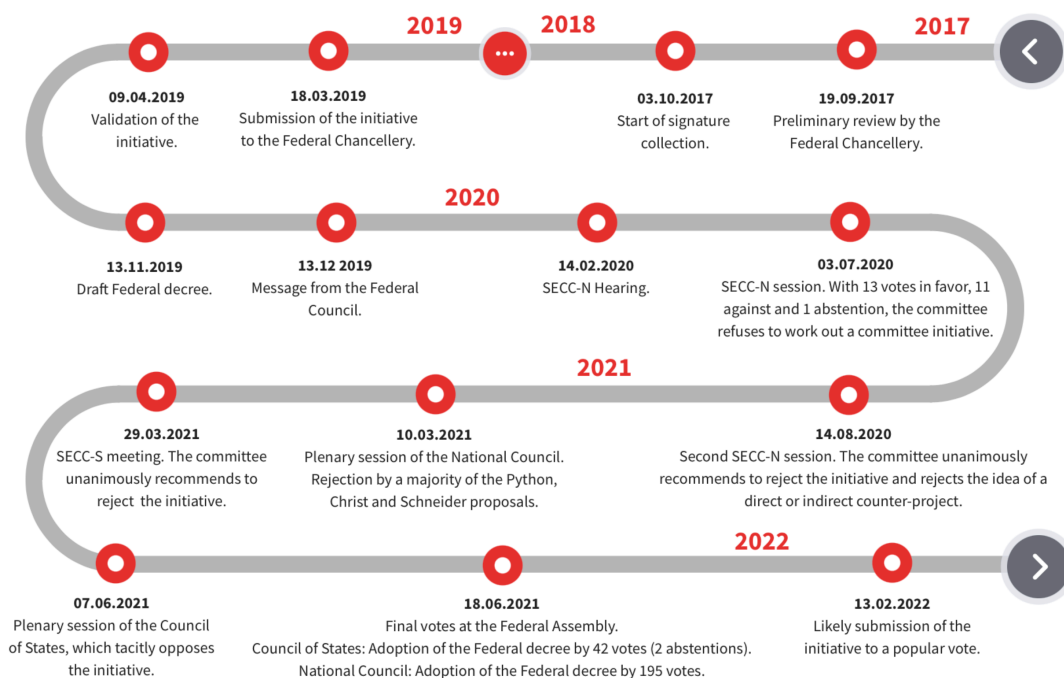 2017
19.09.2017
Preliminary review by the
Federal Chancellery.
03.10.2017
Start of signature
collection.
2018
...
2019
18.03.2019
Submission of the initiative
to the Federal Chancellery.
09.04.2019
Validation of the
initiative.
13.11.2019
Draft Federal decree.
13.12 2019
Message from the Federal
Council.
2020
14.02.2020
SECC-N Hearing.
03.07.2020
SECC-N session. With 13 votes in favor, 11
against and 1 abstention, the committee
refuses to work out a committee initiative.
14.08.2020
Second SECC-N session. The committee unanimously
recommends to reject the initiative and rejects the idea of a
direct or indirect counter-project.
2021
10.03.2021
Plenary session of the National Council.
Rejection by a majority of the Python,
Christ and Schneider proposals.
29.03.2021
SECC-S meeting. The committee
unanimously recommends to
reject the initiative.
07.06.2021
Plenary session of the Council
of States, which tacitly opposes
the initiative.
18.06.2021
Final votes at the Federal Assembly.
Council of States: Adoption of the Federal decree by 42 votes (2 abstentions).
National Council: Adoption of the Federal decree by 195 votes.
2022
13.02.2022
Likely submission of the
initiative to a popular vote.